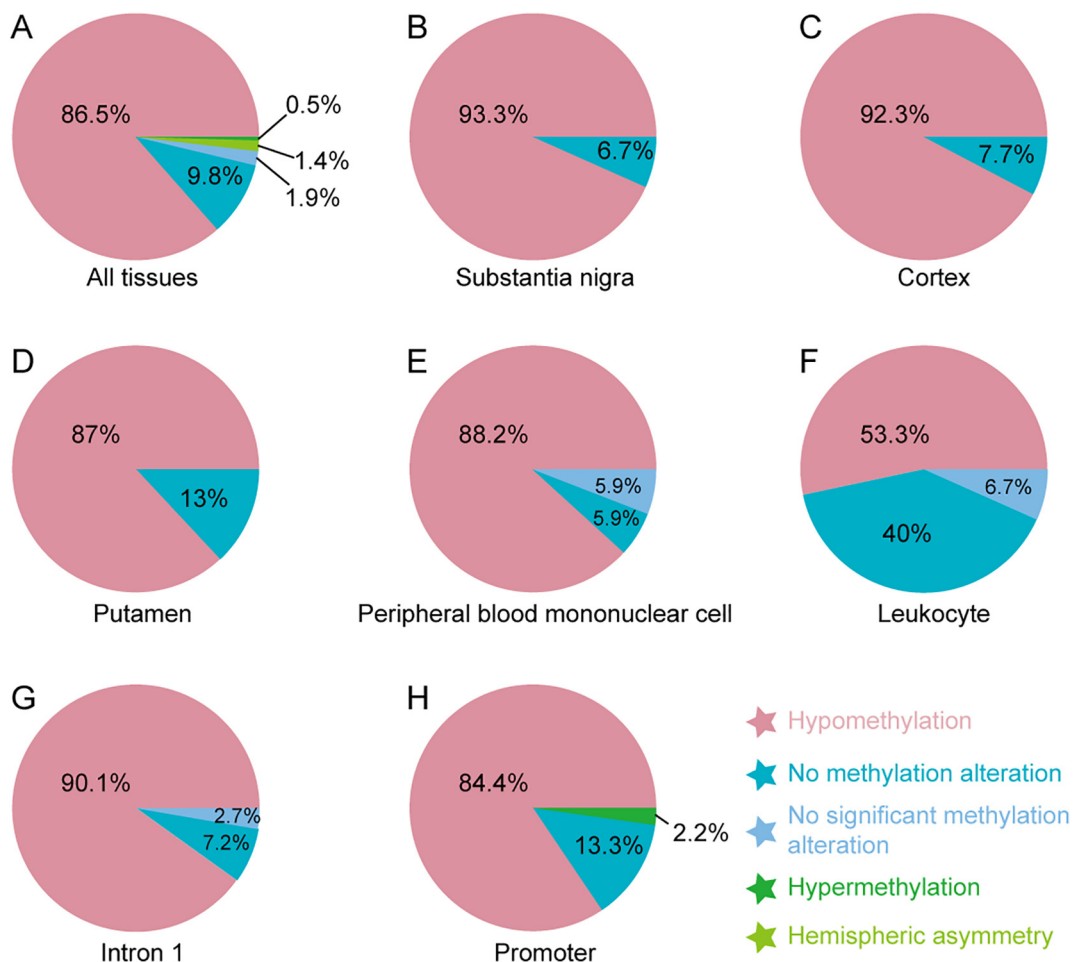 A
B
C
86.5%
0.5%
1.4%
1.9%
9.8%
93.3%
6.7%
92.3%
7.7%
All tissues
Substantia nigra
Cortex
D
E
F
87%
13%
88.2%
5.9%
5.9%
53.3%
6.7%
40%
Putamen
Peripheral blood mononuclear cell
Leukocyte
G
H
90.1%
2.7%
7.2%
84.4%
2.2%
13.3%
Intron 1
Promoter
Hypomethylation
No methylation alteration
No significant methylation
alteration
Hypermethylation
Hemispheric asymmetry